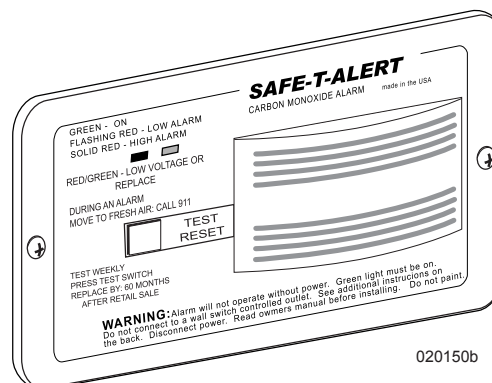 SAFE-T-ALERT
CARBON MONOXIDE ALARM made in the USA
GREEN - ON
FLASHING RED - LOW ALARM
SOLID RED - HIGH ALARM
RED/GREEN - LOW VOLTAGE OR
REPLACE
DURING AN ALARM
MOVE TO FRESH AIR: CALL 911
TEST
RESET
TEST WEEKLY
PRESS TEST SWITCH
REPLACE BY: 60 MONTHS
AFTER RETAIL SALE
WARNING: Alarm will not operate without power. Green light must be on.
Do not connect to a wall switch controlled outlet. See additional instrucions on
the back. Disconnect power. Read owmers manual before installing. Do not paint.
020150b